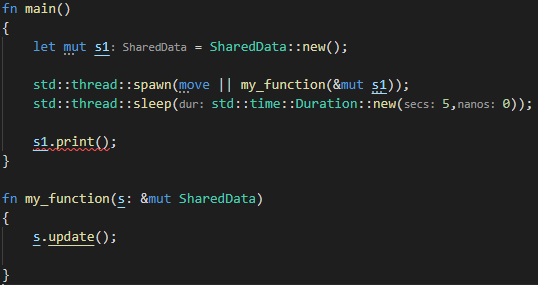 fn main()
{
    let mut s1: SharedData = SharedData::new();
    std::thread::spawn(move || my_function(&mut s1));
    std::thread::sleep(dur: std::time::Duration::new(secs: 5,nanos: 0));
    s1.print();
}
fn my_function(s: &mut SharedData)
{
    s.update();
}